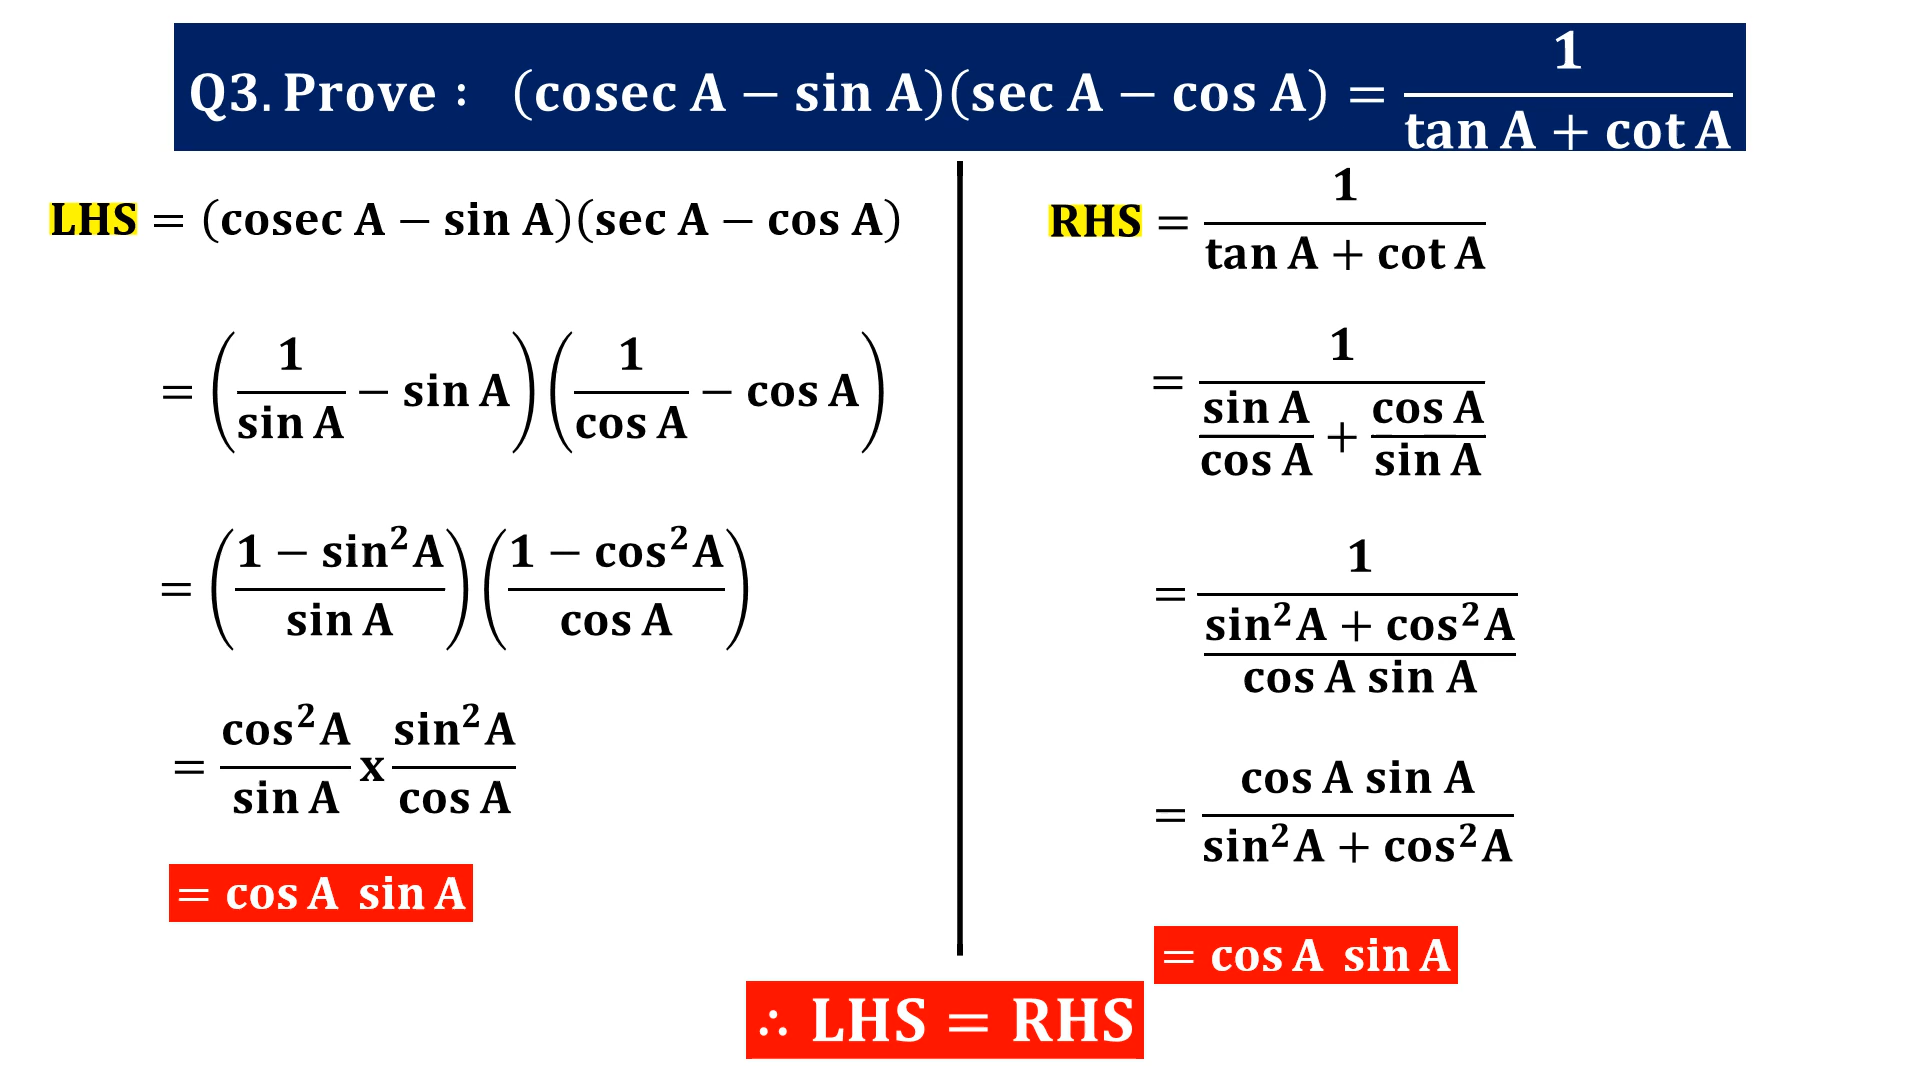 Q3. Prove : (cosec A − sin A)(sec A − cos A) = 1/(tan A + cot A)
LHS = (cosec A − sin A)(sec A − cos A)
= (1/sin A − sin A)(1/cos A − cos A)
= ((1 − sin²A)/sin A)((1 − cos²A)/cos A)
= cos²A/sin A x sin²A/cos A
= cos A sin A
RHS = 1/(tan A + cot A)
= 1/(sin A/cos A + cos A/sin A)
= 1/((sin²A + cos²A)/(cos A sin A))
= (cos A sin A)/(sin²A + cos²A)
= cos A sin A
∴ LHS = RHS